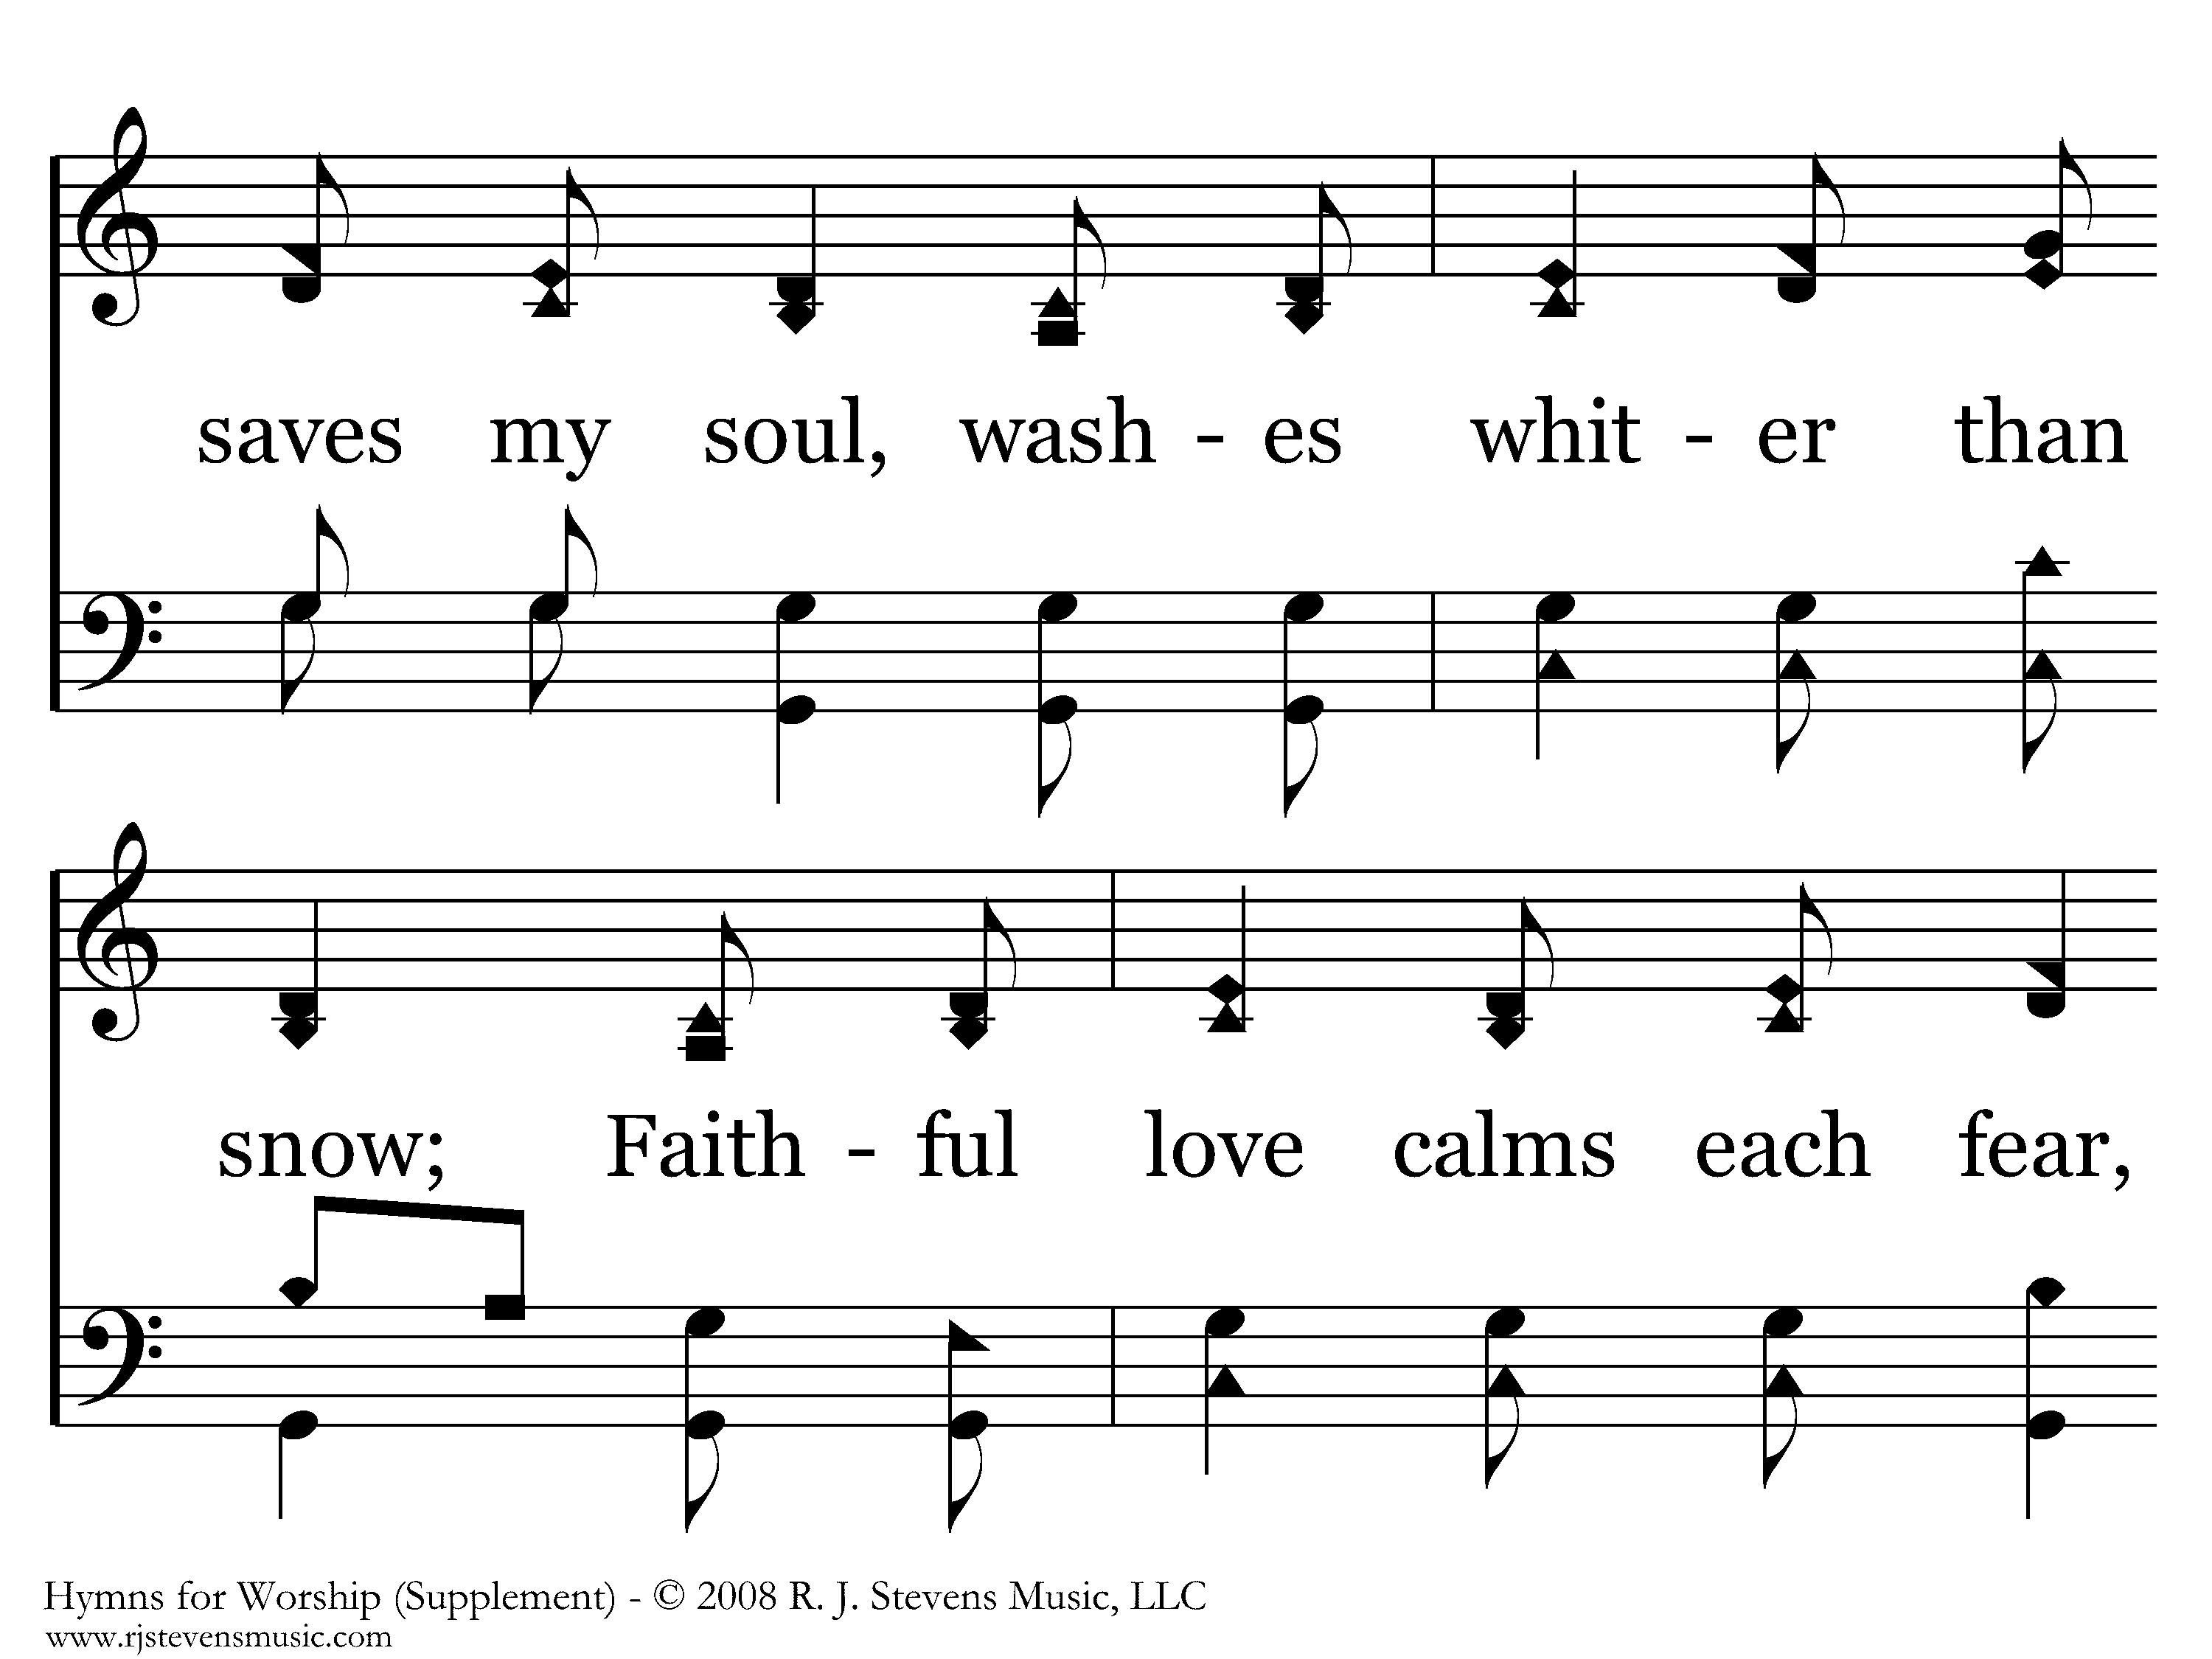 saves my soul, wash - es whit - er than
snow; Faith - ful love calms each fear,
Hymns for Worship (Supplement) - © 2008 R. J. Stevens Music, LLC
www.rjstevensmusic.com